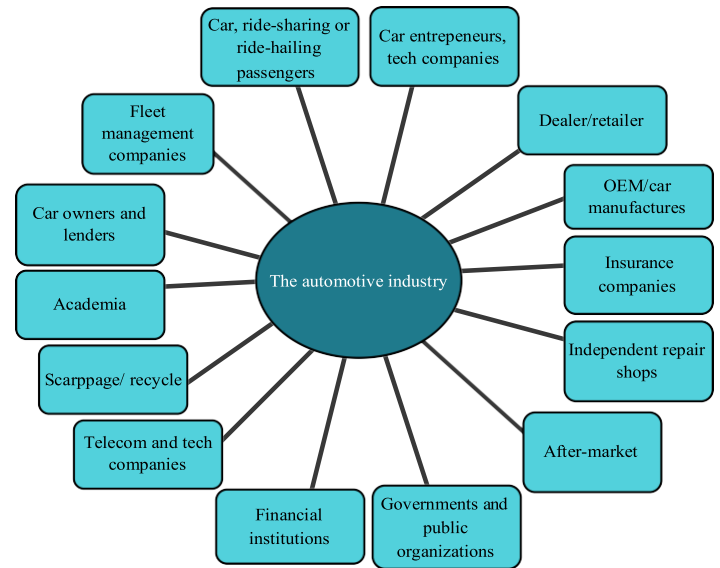 Car, ride-sharing or
ride-hailing
passengers
Car entrepeneurs,
tech companies
Fleet
management
companies
Dealer/retailer
OEM/car
manufactures
Car owners and
lenders
Insurance
companies
The automotive industry
Academia
Independent repair
shops
Scarppage/ recycle
Telecom and tech
companies
After-market
Financial
institutions
Governments and
public
organizations